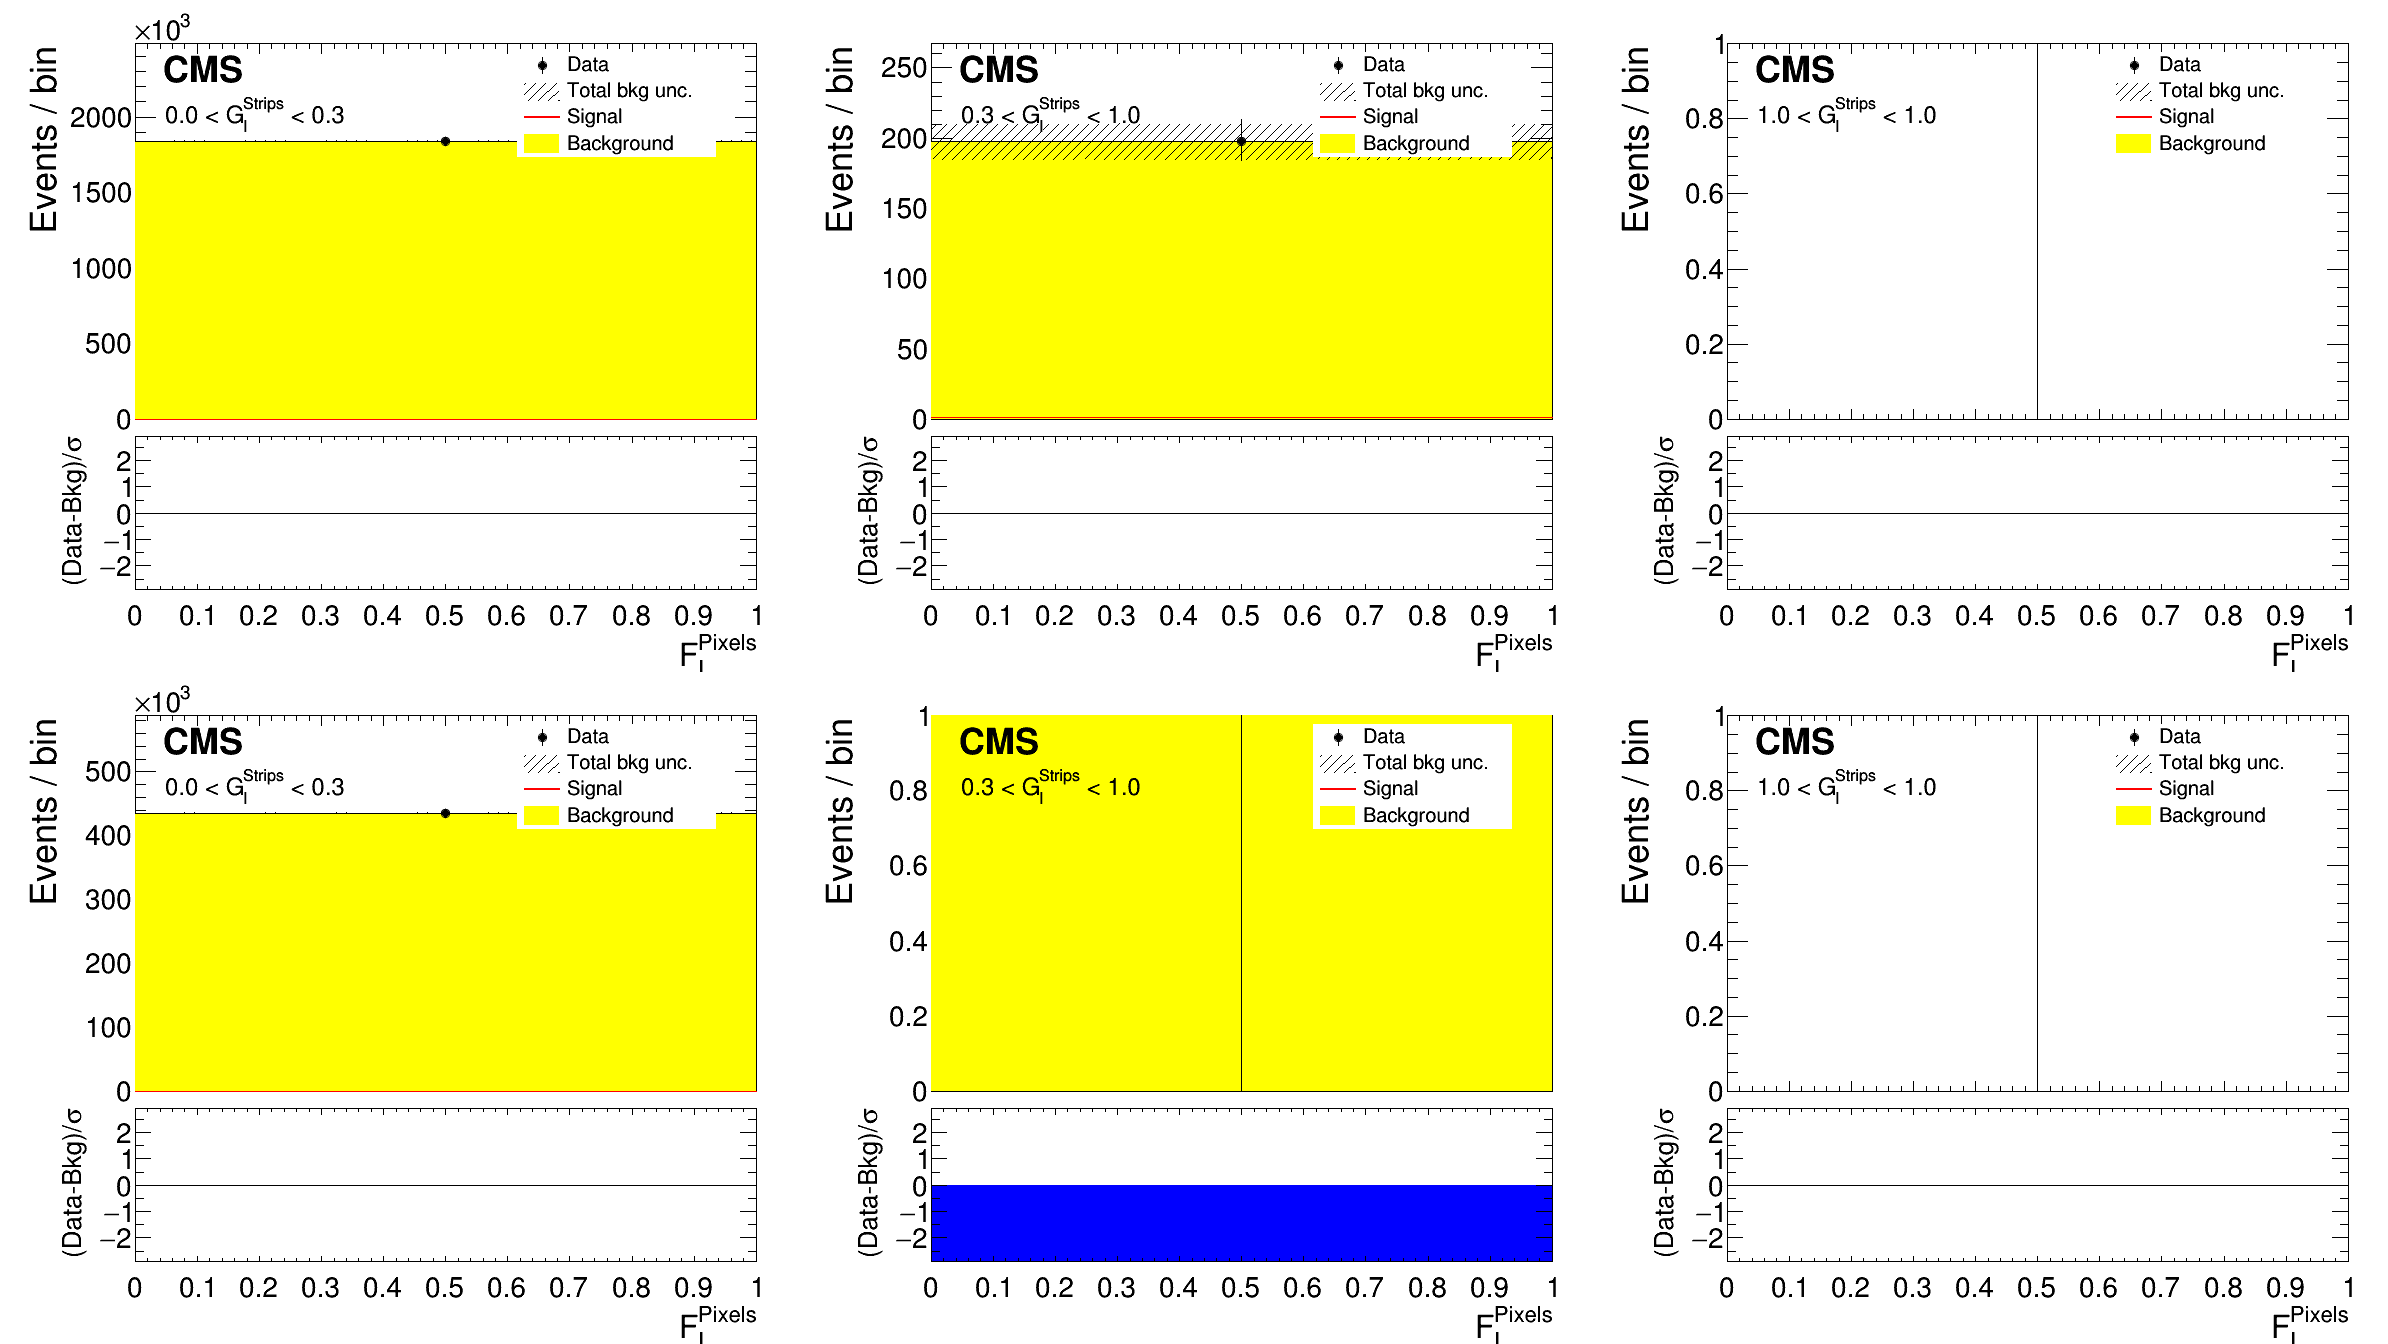 ×10³
Events / bin
2000
1500
1000
500
0
CMS
0.0 < G_I^Strips < 0.3
Data
Total bkg unc.
Signal
Background
(Data-Bkg)/σ
2
1
0
−1
−2
0 0.1 0.2 0.3 0.4 0.5 0.6 0.7 0.8 0.9 1
F_I^Pixels
Events / bin
250
200
150
100
50
0
CMS
0.3 < G_I^Strips < 1.0
Data
Total bkg unc.
Signal
Background
(Data-Bkg)/σ
2
1
0
−1
−2
0 0.1 0.2 0.3 0.4 0.5 0.6 0.7 0.8 0.9 1
F_I^Pixels
Events / bin
1
0.8
0.6
0.4
0.2
0
CMS
1.0 < G_I^Strips < 1.0
Data
Total bkg unc.
Signal
Background
(Data-Bkg)/σ
2
1
0
−1
−2
0 0.1 0.2 0.3 0.4 0.5 0.6 0.7 0.8 0.9 1
F_I^Pixels
×10³
Events / bin
500
400
300
200
100
0
CMS
0.0 < G_I^Strips < 0.3
Data
Total bkg unc.
Signal
Background
(Data-Bkg)/σ
2
1
0
−1
−2
0 0.1 0.2 0.3 0.4 0.5 0.6 0.7 0.8 0.9 1
F_I^Pixels
Events / bin
1
0.8
0.6
0.4
0.2
0
CMS
0.3 < G_I^Strips < 1.0
Data
Total bkg unc.
Signal
Background
(Data-Bkg)/σ
2
1
0
−1
−2
0 0.1 0.2 0.3 0.4 0.5 0.6 0.7 0.8 0.9 1
F_I^Pixels
Events / bin
1
0.8
0.6
0.4
0.2
0
CMS
1.0 < G_I^Strips < 1.0
Data
Total bkg unc.
Signal
Background
(Data-Bkg)/σ
2
1
0
−1
−2
0 0.1 0.2 0.3 0.4 0.5 0.6 0.7 0.8 0.9 1
F_I^Pixels